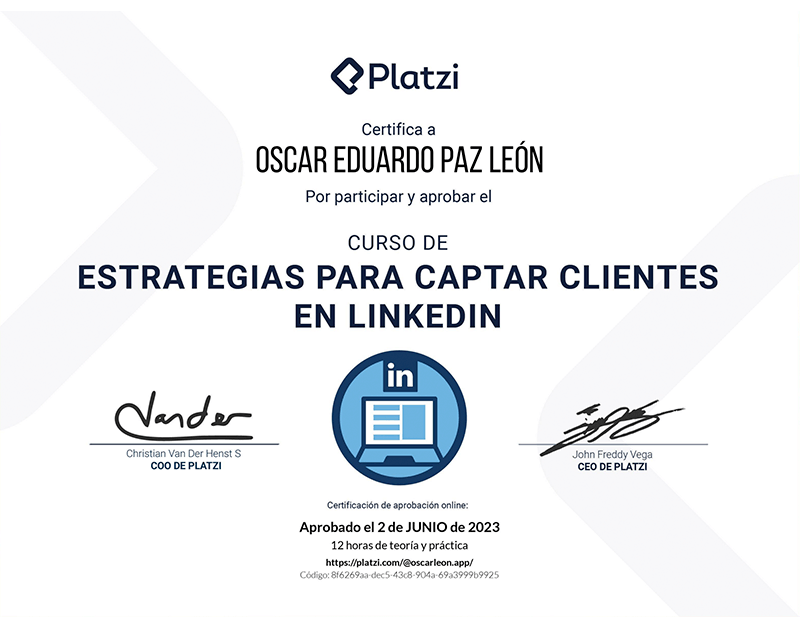 Platzi
Certifica a
OSCAR EDUARDO PAZ LEÓN
Por participar y aprobar el
CURSO DE
ESTRATEGIAS PARA CAPTAR CLIENTES
EN LINKEDIN
in
Vander
Christian Van Der Henst S
COO DE PLATZI
John Freddy Vega
CEO DE PLATZI
Certificación de aprobación online:
Aprobado el 2 de JUNIO de 2023
12 horas de teoría y práctica
https://platzi.com/@oscarleon.app/
Código: 8f6269aa-dec5-43c8-904a-69a3999b9925